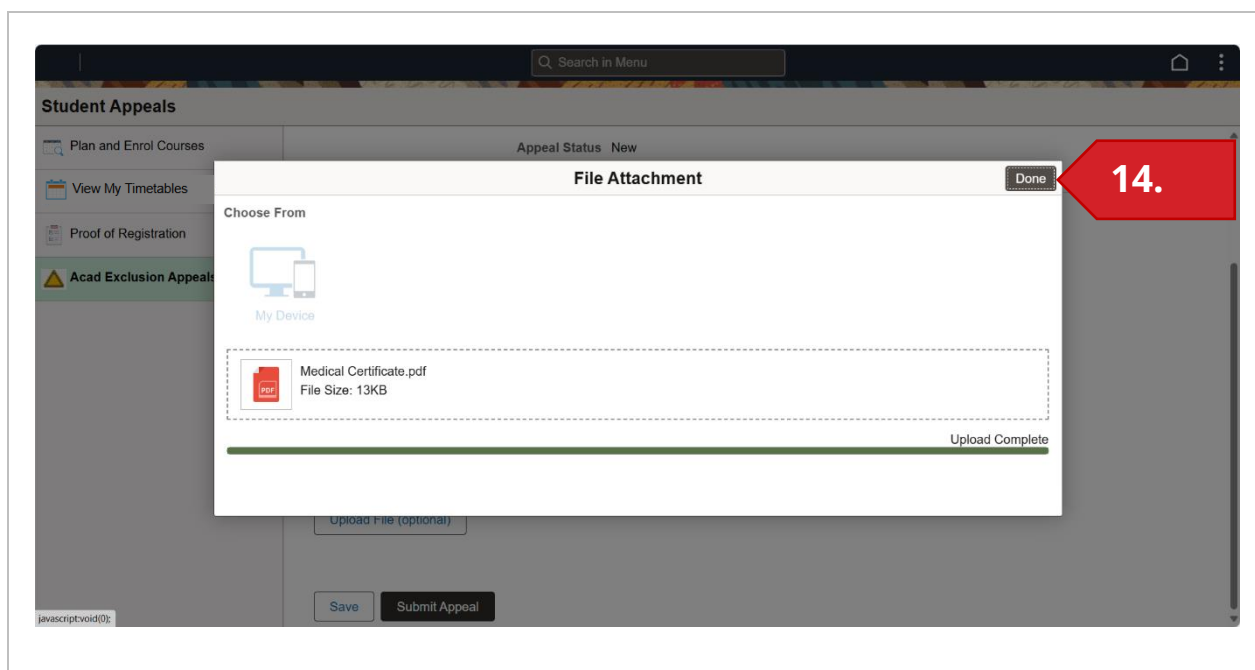 Search in Menu
Student Appeals
Plan and Enrol Courses
View My Timetables
Proof of Registration
Acad Exclusion Appeals
Appeal Status New
File Attachment
Done
14.
Choose From
My Device
PDF
Medical Certificate.pdf
File Size: 13KB
Upload Complete
Upload File (optional)
Save
Submit Appeal
javascript:void(0);